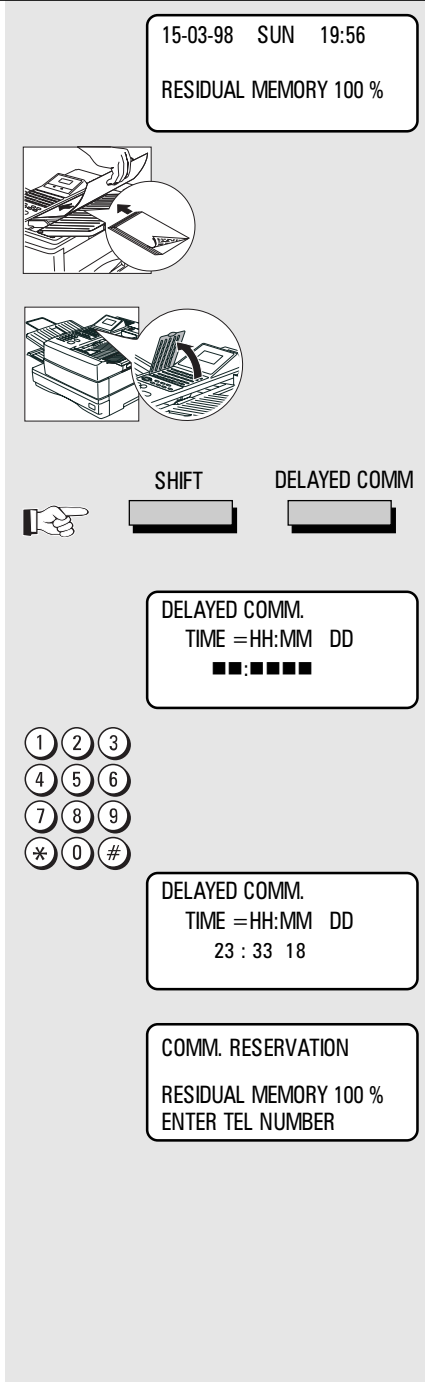 15-03-98 SUN 19:56
RESIDUAL MEMORY 100 %
SHIFT DELAYED COMM
DELAYED COMM.
TIME =HH:MM DD
■■:■■■■
1 2 3
4 5 6
7 8 9
* 0 #
DELAYED COMM.
TIME =HH:MM DD
23 : 33 18
COMM. RESERVATION
RESIDUAL MEMORY 100 %
ENTER TEL NUMBER